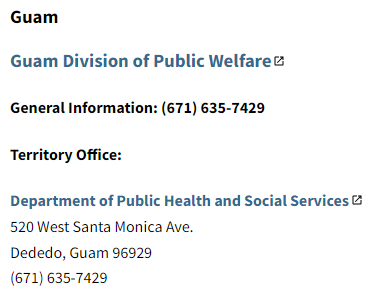 Guam
Guam Division of Public Welfare
General Information: (671) 635-7429
Territory Office:
Department of Public Health and Social Services
520 West Santa Monica Ave.
Dededo, Guam 96929
(671) 635-7429